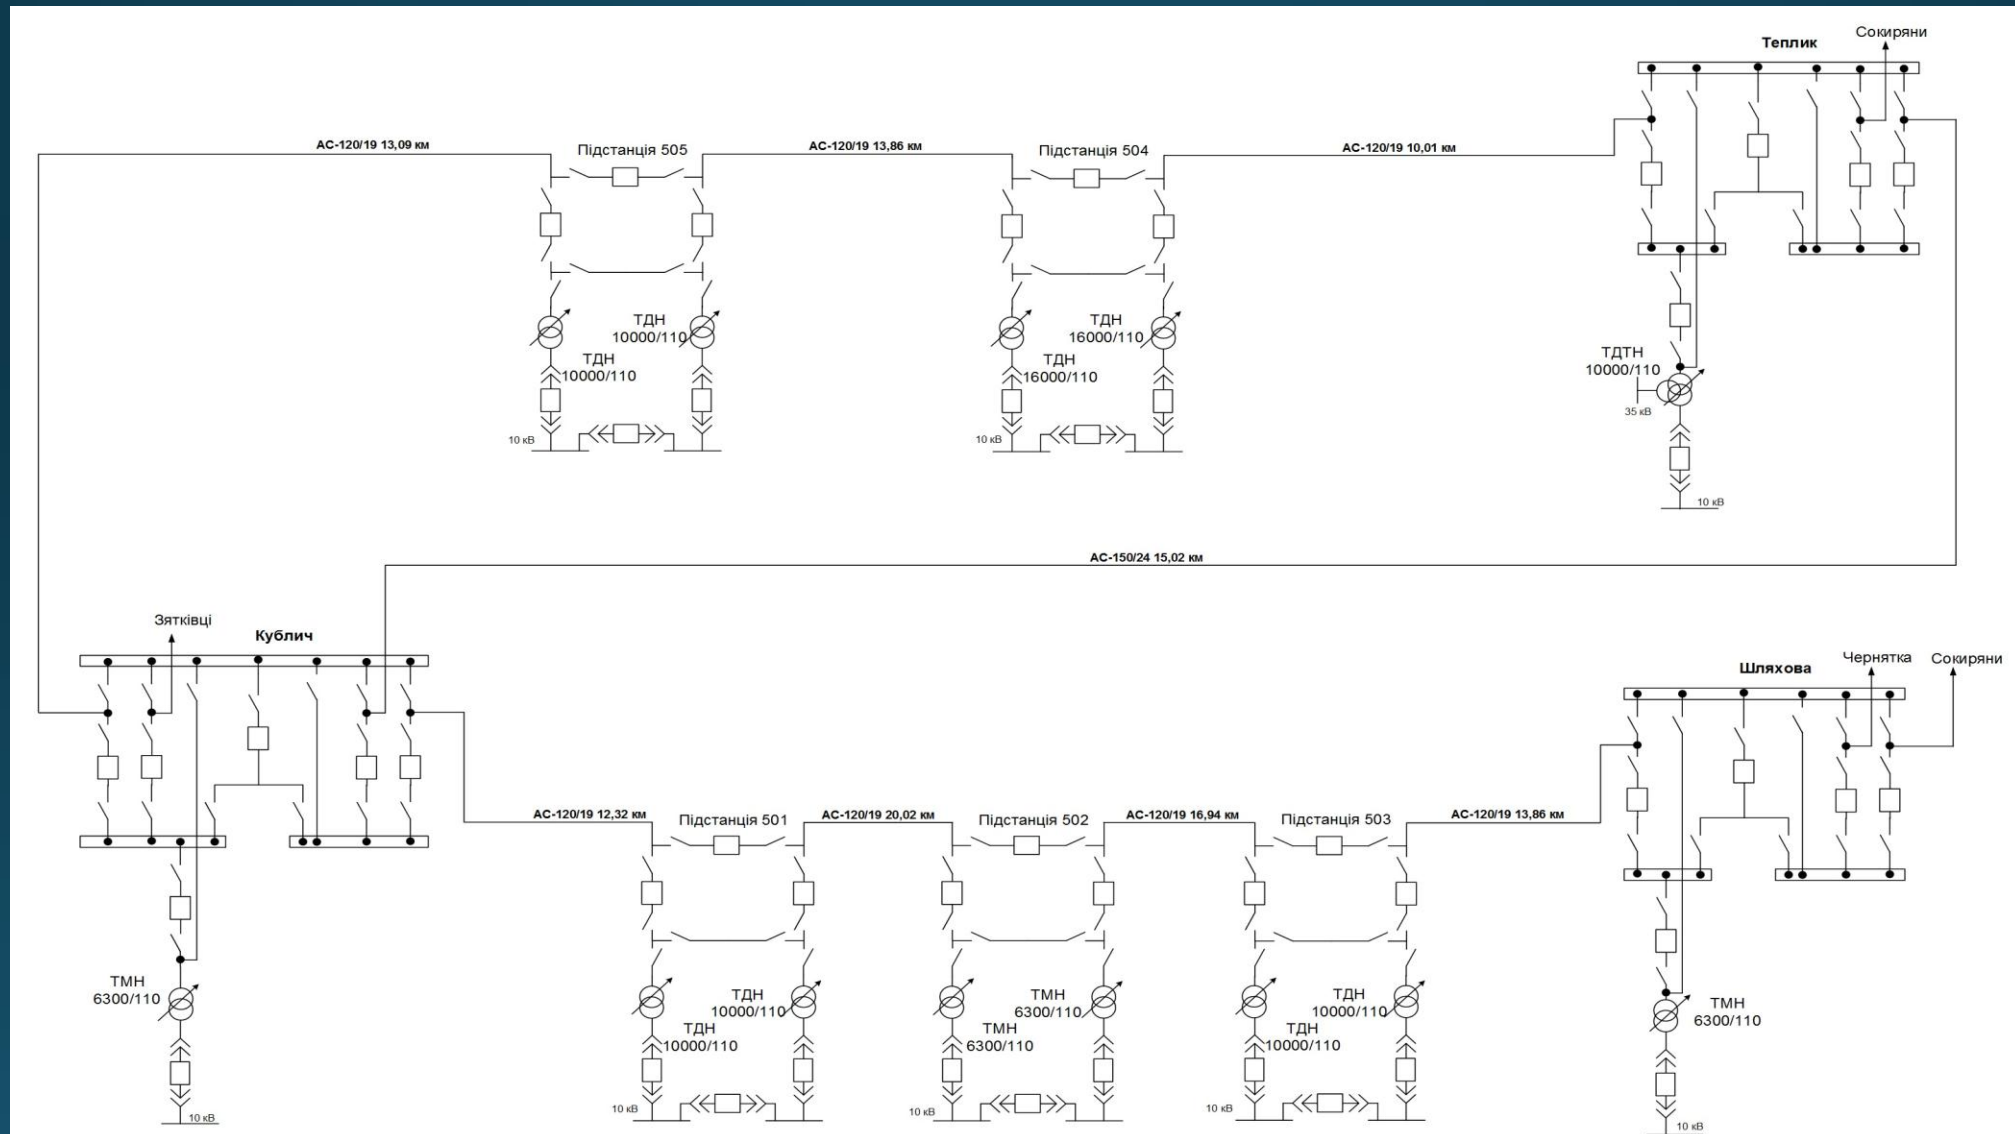 Теплик
Сокиряни
АС-120/19 13,09 км
Підстанція 505
АС-120/19 13,86 км
Підстанція 504
АС-120/19 10,01 км
ТДН
10000/110
ТДН
10000/110
10 кВ
ТДН
16000/110
ТДН
16000/110
10 кВ
ТДТН
10000/110
35 кВ
10 кВ
АС-150/24 15,02 км
Зятківці
Кублич
ТМН
6300/110
10 кВ
Шляхова
Чернятка
Сокиряни
АС-120/19 12,32 км
Підстанція 501
АС-120/19 20,02 км
Підстанція 502
АС-120/19 16,94 км
Підстанція 503
АС-120/19 13,86 км
ТДН
10000/110
ТДН
10000/110
10 кВ
ТМН
6300/110
ТМН
6300/110
10 кВ
ТДН
10000/110
ТДН
10000/110
10 кВ
ТМН
6300/110
10 кВ